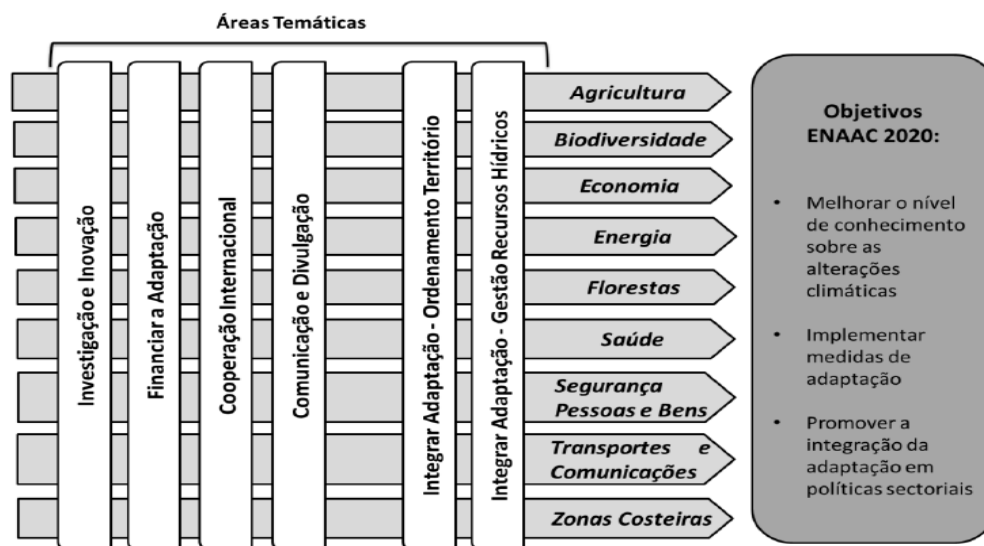 Áreas Temáticas
Investigação e Inovação
Financiar a Adaptação
Cooperação Internacional
Comunicação e Divulgação
Integrar Adaptação - Ordenamento Território
Integrar Adaptação - Gestão Recursos Hídricos
Agricultura
Biodiversidade
Economia
Energia
Florestas
Saúde
Segurança
Pessoas e Bens
Transportes e
Comunicações
Zonas Costeiras
Objetivos
ENAAC 2020:
• Melhorar o nível
de conhecimento
sobre as
alterações
climáticas
• Implementar
medidas de
adaptação
• Promover a
integração da
adaptação em
políticas sectoriais